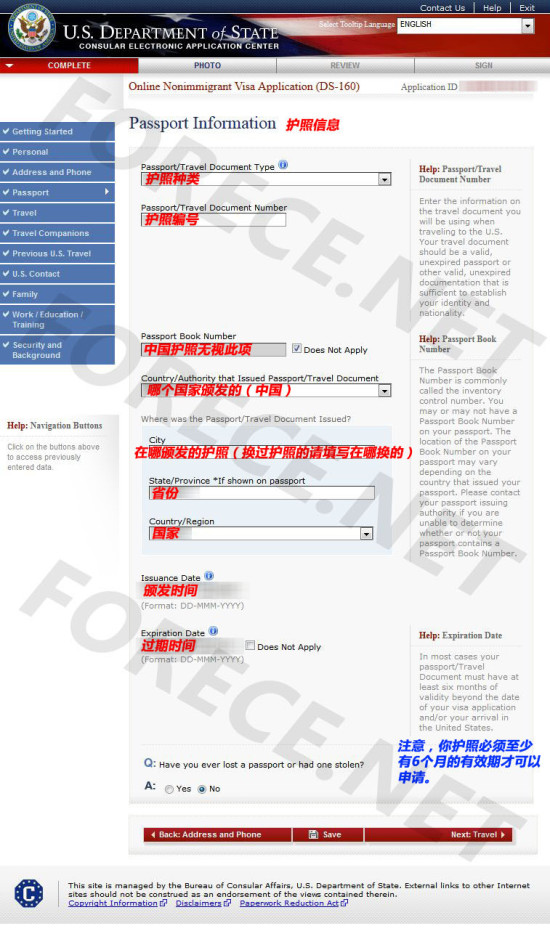 Contact Us | Help | Exit
U.S. DEPARTMENT of STATE
CONSULAR ELECTRONIC APPLICATION CENTER
Select Tooltip Language ENGLISH
COMPLETE PHOTO REVIEW SIGN
Online Nonimmigrant Visa Application (DS-160) Application ID
Passport Information 护照信息
Getting Started
Personal
Address and Phone
Passport
Travel
Travel Companions
Previous U.S. Travel
U.S. Contact
Family
Work / Education /
Training
Security and
Background
Help: Navigation Buttons
Click on the buttons above
to access previously
entered data.
Passport/Travel Document Type
护照种类
Passport/Travel Document Number
护照编号
Passport Book Number
中国护照无视此项 Does Not Apply
Country/Authority that Issued Passport/Travel Document
哪个国家颁发的（中国）
Where was the Passport/Travel Document Issued?
City
在哪颁发的护照（换过护照的请填写在哪换的）
State/Province *If shown on passport
省份
Country/Region
国家
Issuance Date
颁发时间
(Format: DD-MMM-YYYY)
Expiration Date
过期时间 Does Not Apply
(Format: DD-MMM-YYYY)
Help: Passport/Travel
Document Number
Enter the information on
the travel document you
will be using when
traveling to the U.S.
Your travel document
should be a valid,
unexpired passport or
other valid, unexpired
documentation that is
sufficient to establish
your identity and
nationality.
Help: Passport Book
Number
The Passport Book
Number is commonly
called the inventory
control number. You
may or may not have a
Passport Book Number
on your passport. The
location of the Passport
Book Number on your
passport may vary
depending on the
country that issued your
passport. Please contact
your passport issuing
authority if you are
unable to determine
whether or not your
passport contains a
Passport Book Number.
Help: Expiration Date
In most cases your
passport/Travel
Document must have at
least six months of
validity beyond the date
of your visa application
and/or your arrival in
the United States.
注意，你护照必须至少
有6个月的有效期才可以
申请。
Q: Have you ever lost a passport or had one stolen?
A: Yes No
Back: Address and Phone Save Next: Travel
This site is managed by the Bureau of Consular Affairs, U.S. Department of State. External links to other Internet
sites should not be construed as an endorsement of the views contained therein.
Copyright Information Disclaimers Paperwork Reduction Act
FORECE.NET
FORECE.NET
FORECE.NET